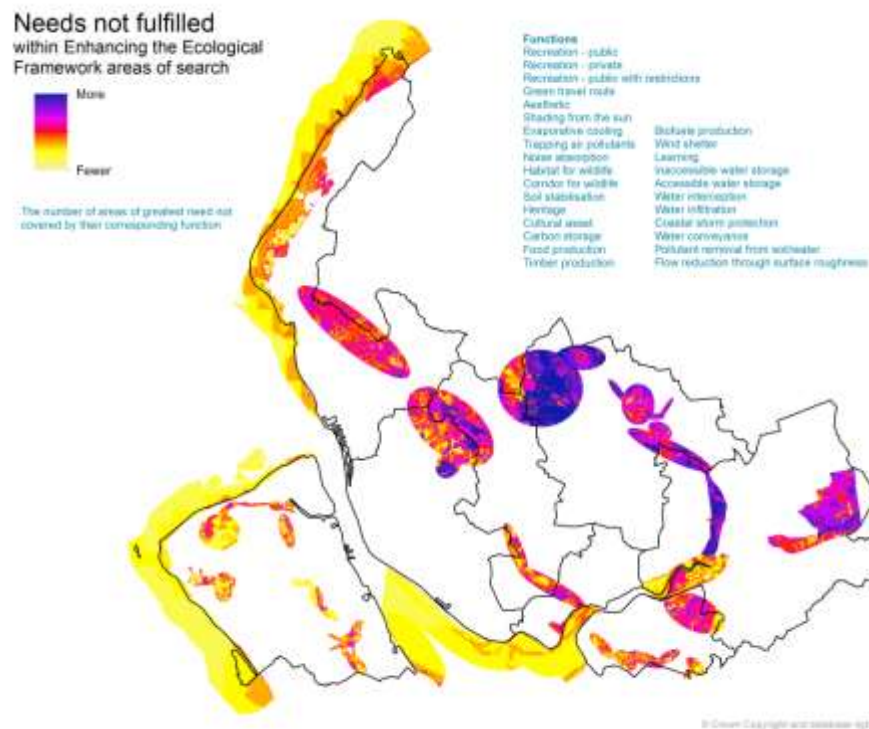 Needs not fulfilled
within Enhancing the Ecological
Framework areas of search
More
Fewer
The number of areas of greatest need not
covered by their corresponding function
Functions
Recreation - public
Recreation - private
Recreation - public with restrictions
Green travel route
Aesthetic
Shading from the sun
Evaporative cooling
Trapping air pollutants
Noise absorption
Habitat for wildlife
Corridor for wildlife
Soil stabilisation
Heritage
Cultural asset
Carbon storage
Food production
Timber production
Biofuels production
Wind shelter
Learning
Inaccessible water storage
Accessible water storage
Water interception
Water infiltration
Coastal storm protection
Water conveyance
Pollutant removal from soil/water
Flow reduction through surface roughness
© Crown Copyright and database right